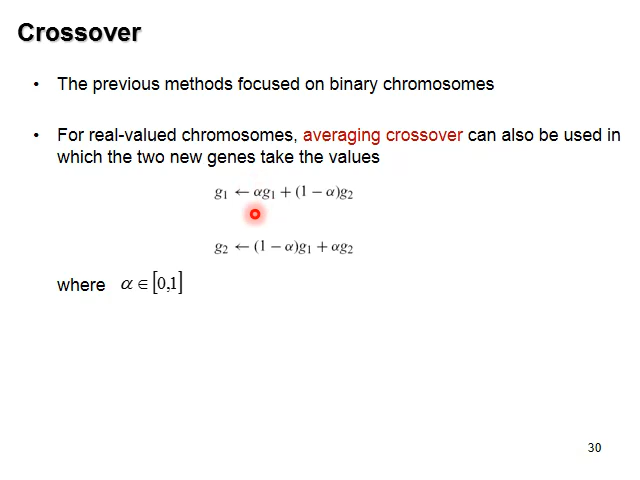 Crossover
• The previous methods focused on binary chromosomes
• For real-valued chromosomes, averaging crossover can also be used in
which the two new genes take the values
g₁ ← αg₁ + (1 − α)g₂
g₂ ← (1 − α)g₁ + αg₂
where α ∈ [0,1]
30